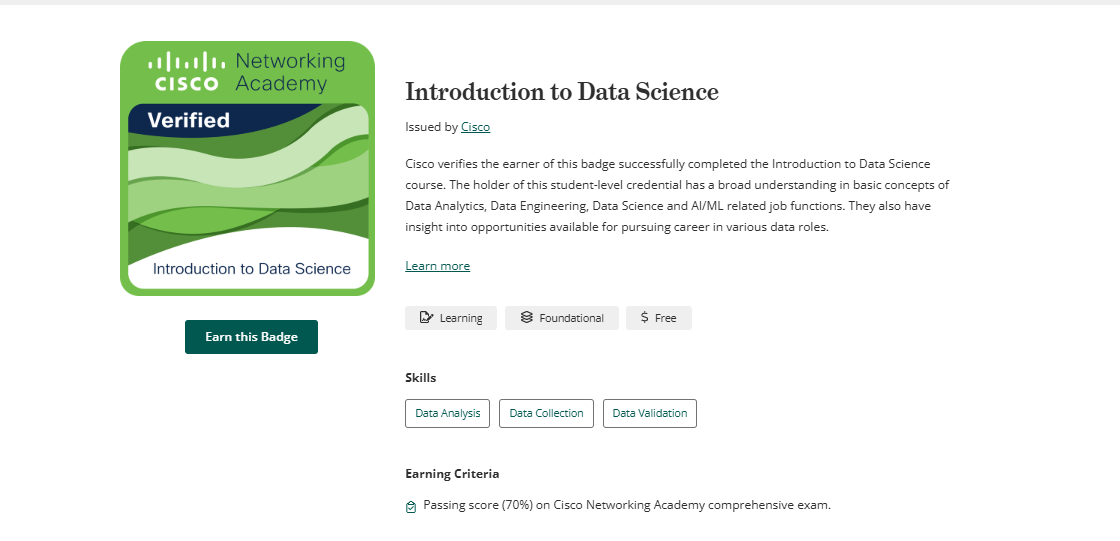 Networking
CISCO Academy
Verified
Introduction to Data Science
Earn this Badge
Introduction to Data Science
Issued by Cisco
Cisco verifies the earner of this badge successfully completed the Introduction to Data Science
course. The holder of this student-level credential has a broad understanding in basic concepts of
Data Analytics, Data Engineering, Data Science and AI/ML related job functions. They also have
insight into opportunities available for pursuing career in various data roles.
Learn more
Learning Foundational $ Free
Skills
Data Analysis Data Collection Data Validation
Earning Criteria
Passing score (70%) on Cisco Networking Academy comprehensive exam.